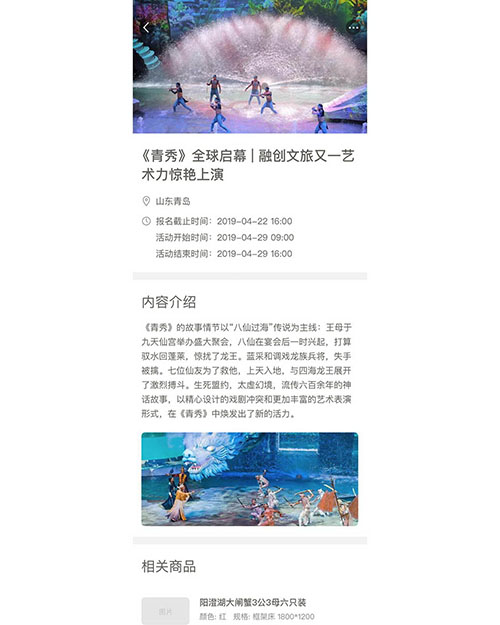 《青秀》全球启幕 | 融创文旅又一艺
术力惊艳上演
山东青岛
报名截止时间：2019-04-22 16:00
活动开始时间：2019-04-29 09:00
活动结束时间：2019-04-29 16:00
内容介绍
《青秀》的故事情节以“八仙过海”传说为主线：王母于
九天仙宫举办盛大聚会，八仙在宴会后一时兴起，打算
驭水回蓬莱，惊扰了龙王。蓝采和调戏龙族兵将，失手
被擒。七位仙友为了救他，上天入地，与四海龙王展开
了激烈搏斗。生死盟约，太虚幻境，流传六百余年的神
话故事，以精心设计的戏剧冲突和更加丰富的艺术表演
形式，在《青秀》中焕发出了新的活力。
相关商品
图片
阳澄湖大闸蟹3公3母六只装
颜色: 红 规格: 框架床 1800*1200